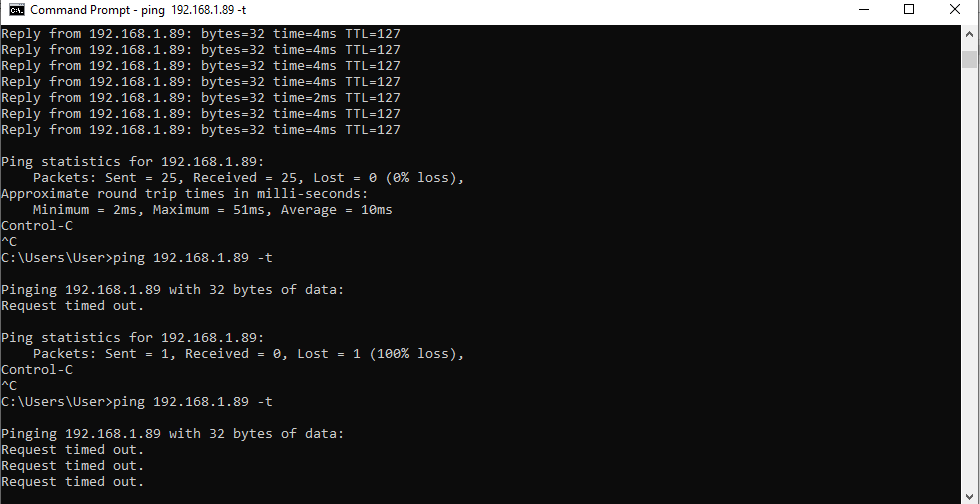 Command Prompt - ping  192.168.1.89 -t
Reply from 192.168.1.89: bytes=32 time=4ms TTL=127
Reply from 192.168.1.89: bytes=32 time=4ms TTL=127
Reply from 192.168.1.89: bytes=32 time=4ms TTL=127
Reply from 192.168.1.89: bytes=32 time=4ms TTL=127
Reply from 192.168.1.89: bytes=32 time=2ms TTL=127
Reply from 192.168.1.89: bytes=32 time=4ms TTL=127
Reply from 192.168.1.89: bytes=32 time=4ms TTL=127
Ping statistics for 192.168.1.89:
    Packets: Sent = 25, Received = 25, Lost = 0 (0% loss),
Approximate round trip times in milli-seconds:
    Minimum = 2ms, Maximum = 51ms, Average = 10ms
Control-C
^C
C:\Users\User>ping 192.168.1.89 -t
Pinging 192.168.1.89 with 32 bytes of data:
Request timed out.
Ping statistics for 192.168.1.89:
    Packets: Sent = 1, Received = 0, Lost = 1 (100% loss),
Control-C
^C
C:\Users\User>ping 192.168.1.89 -t
Pinging 192.168.1.89 with 32 bytes of data:
Request timed out.
Request timed out.
Request timed out.